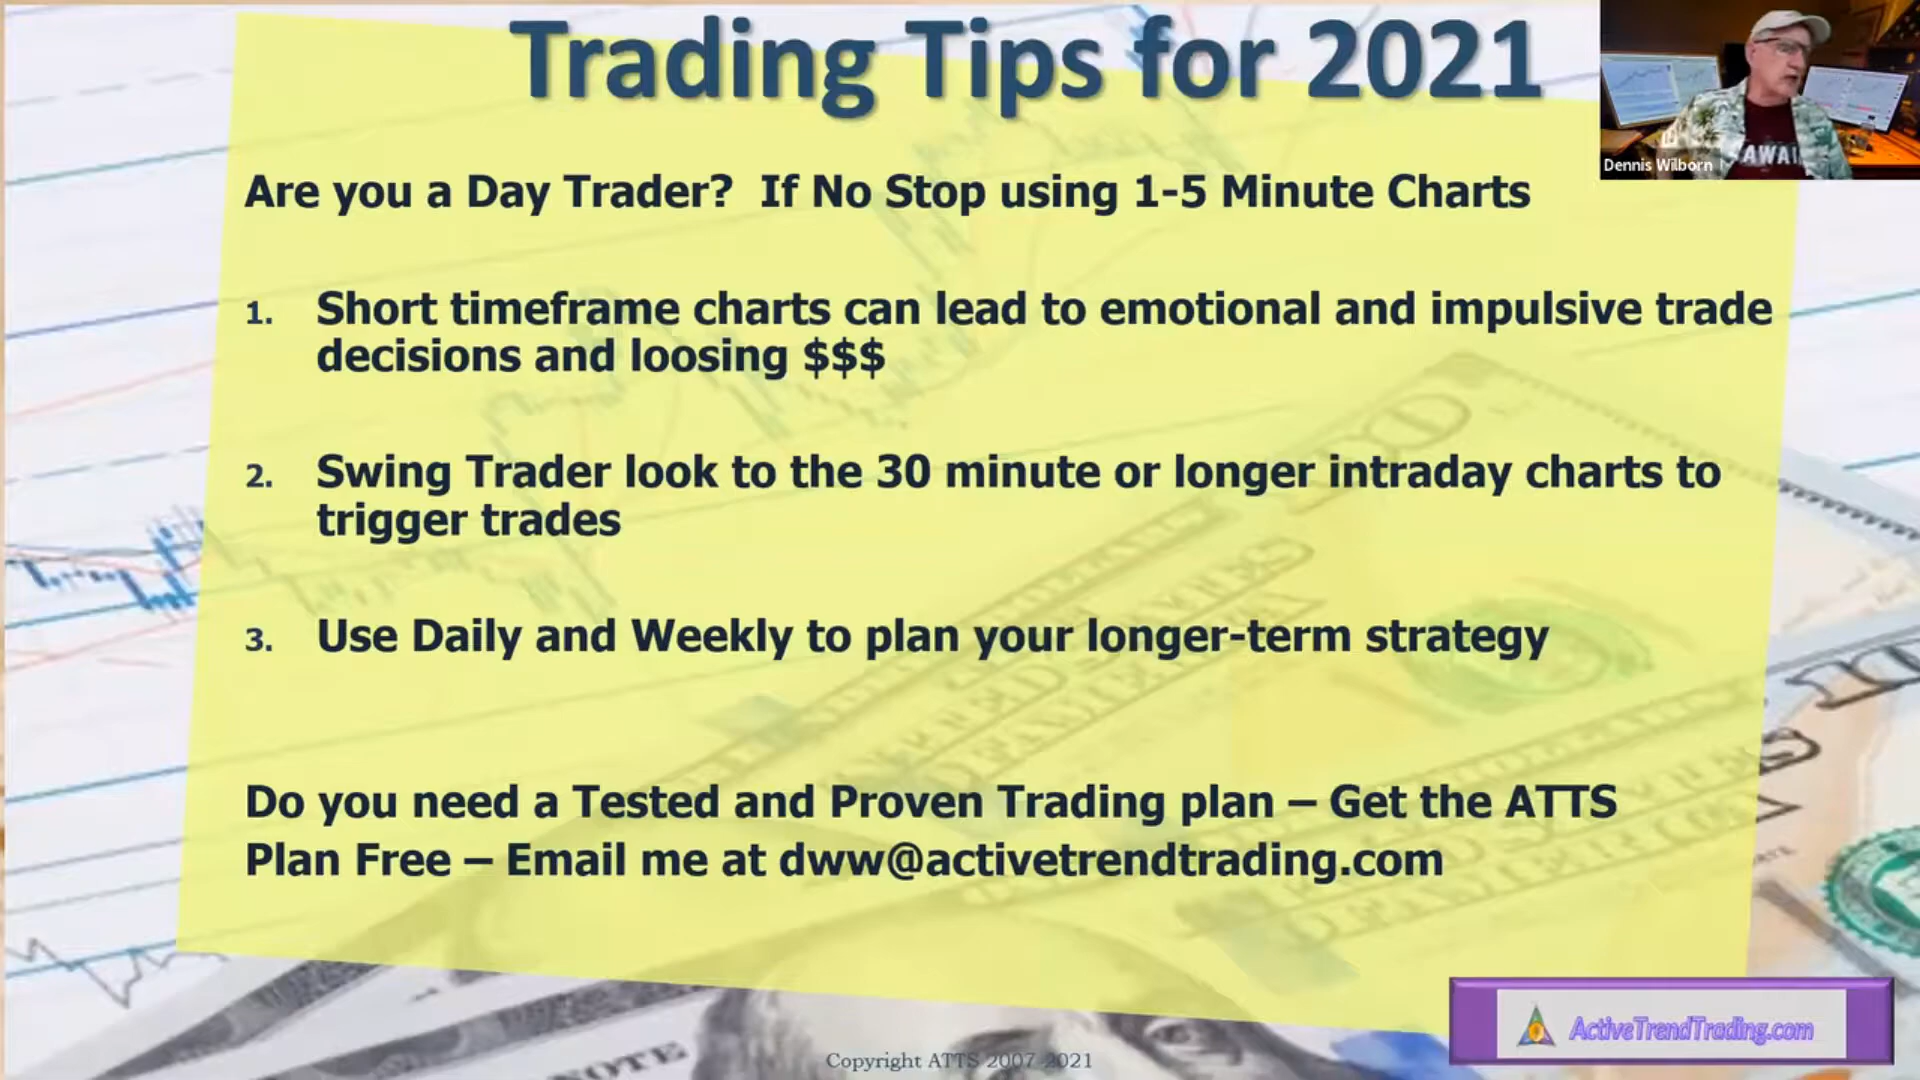 Trading Tips for 2021
Dennis Wilborn
AWAI
Are you a Day Trader?  If No Stop using 1-5 Minute Charts
1. Short timeframe charts can lead to emotional and impulsive trade
decisions and loosing $$$
2. Swing Trader look to the 30 minute or longer intraday charts to
trigger trades
3. Use Daily and Weekly to plan your longer-term strategy
Do you need a Tested and Proven Trading plan – Get the ATTS
Plan Free – Email me at dww@activetrendtrading.com
ActiveTrendTrading.com
NOTE
Copyright ATTS 2007-2021